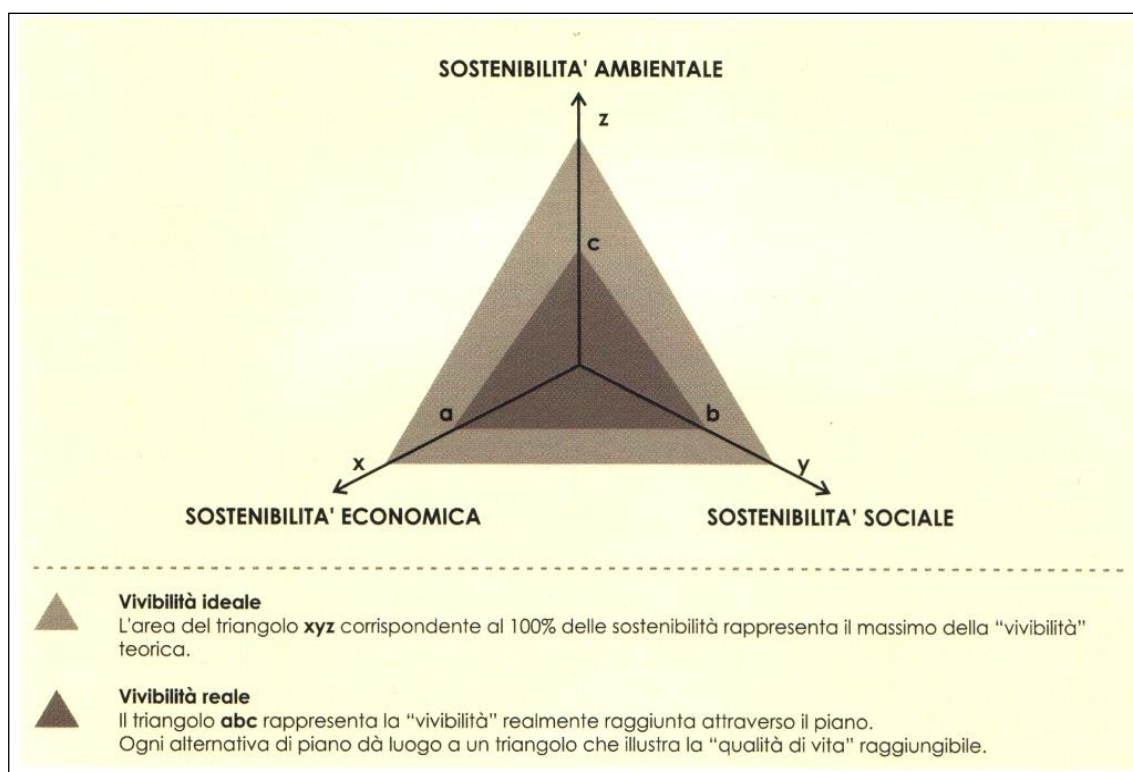 SOSTENIBILITA' AMBIENTALE
z
c
a
b
x
y
SOSTENIBILITA' ECONOMICA
SOSTENIBILITA' SOCIALE
Vivibilità ideale
L'area del triangolo xyz corrispondente al 100% delle sostenibilità rappresenta il massimo della “vivibilità”
teorica.
Vivibilità reale
Il triangolo abc rappresenta la “vivibilità” realmente raggiunta attraverso il piano.
Ogni alternativa di piano dà luogo a un triangolo che illustra la “qualità di vita” raggiungibile.